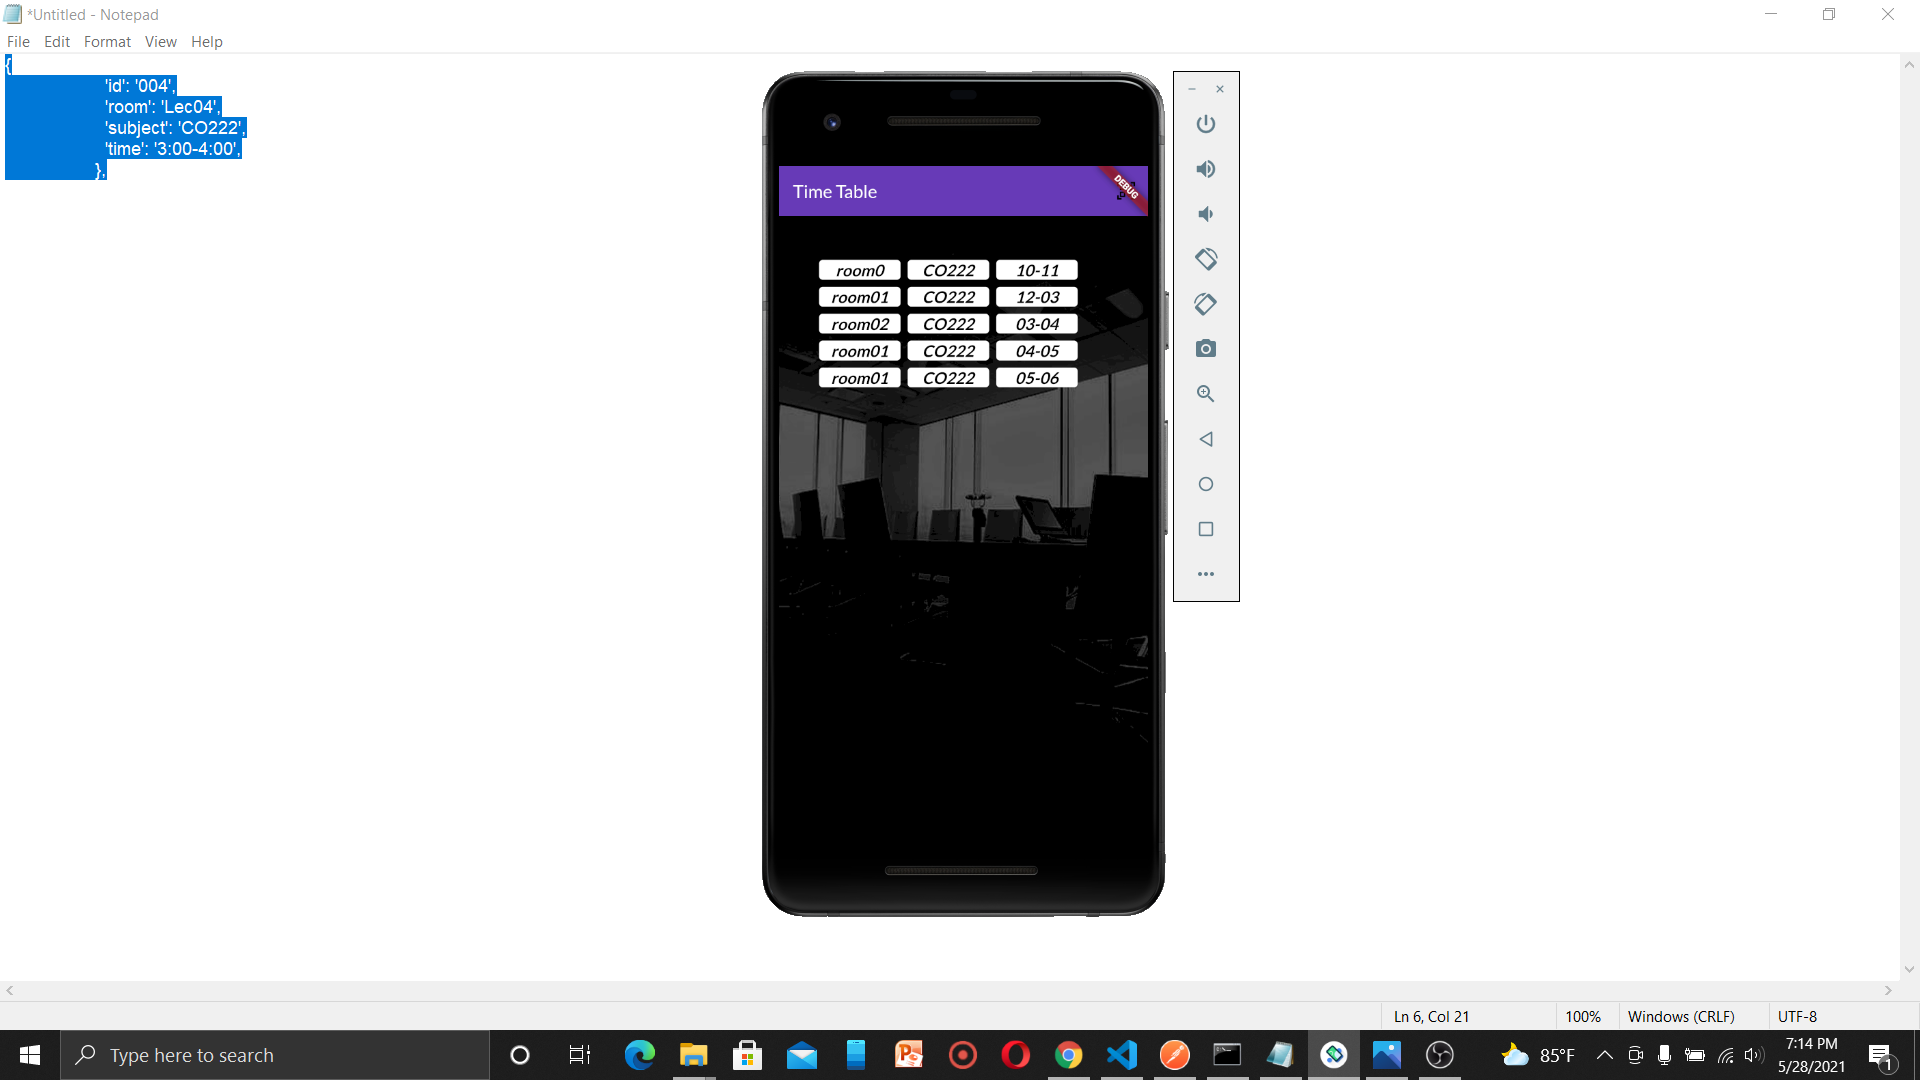 *Untitled - Notepad
File Edit Format View Help
{
'id': '004',
'room': 'Lec04',
'subject': 'CO222',
'time': '3:00-4:00',
},
Time Table
DEBUG
room0 CO222 10-11
room01 CO222 12-03
room02 CO222 03-04
room01 CO222 04-05
room01 CO222 05-06
Ln 6, Col 21 100% Windows (CRLF) UTF-8
Type here to search
85°F
7:14 PM
5/28/2021
1